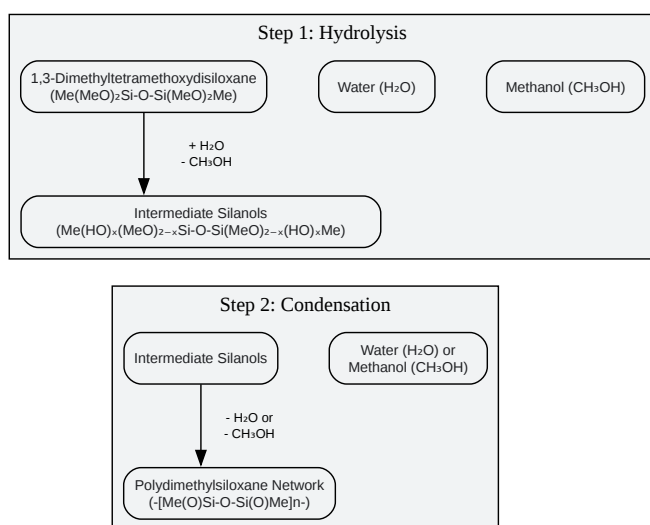 Step 1: Hydrolysis
1,3-Dimethyltetramethoxydisiloxane
(Me(MeO)₂Si-O-Si(MeO)₂Me)
Water (H₂O)
Methanol (CH₃OH)
+ H₂O
- CH₃OH
Intermediate Silanols
(Me(HO)ₓ(MeO)₂₋ₓSi-O-Si(MeO)₂₋ₓ(HO)ₓMe)
Step 2: Condensation
Intermediate Silanols
Water (H₂O) or
Methanol (CH₃OH)
- H₂O or
- CH₃OH
Polydimethylsiloxane Network
(-[Me(O)Si-O-Si(O)Me]n-)